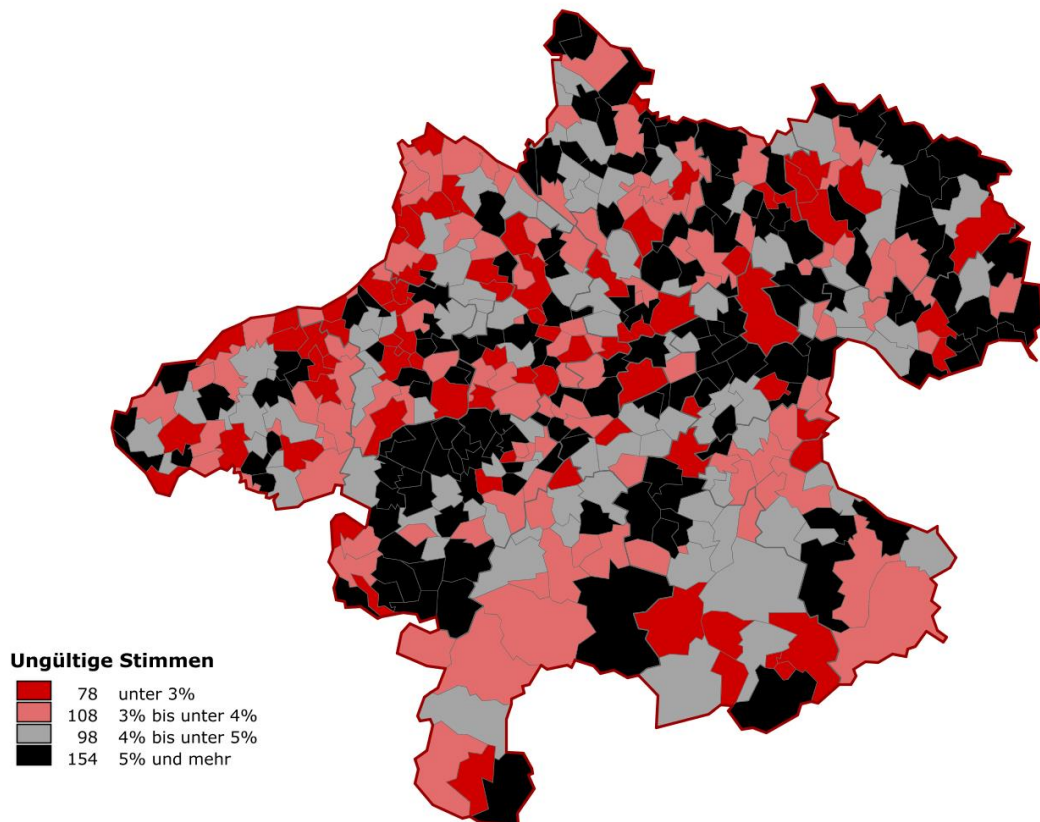 Ungültige Stimmen
78 unter 3%
108 3% bis unter 4%
98 4% bis unter 5%
154 5% und mehr